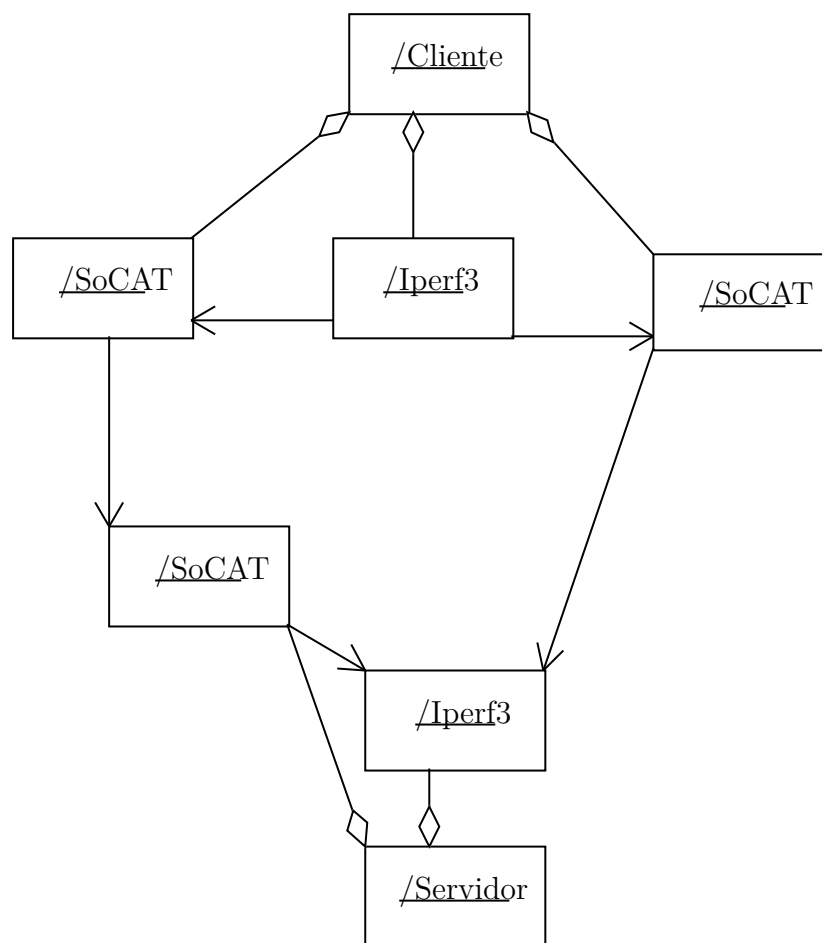 /Cliente
/SoCAT
/Iperf3
/SoCAT
/SoCAT
/Iperf3
/Servidor